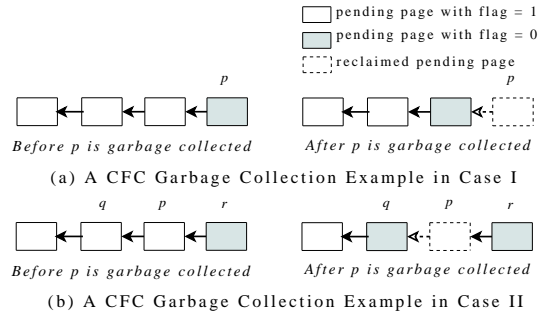 pending page with flag = 1
pending page with flag = 0
reclaimed pending page
p
p
Before p is garbage collected
After p is garbage collected
(a) A CFC Garbage Collection Example in Case I
q p r
q p r
Before p is garbage collected
After p is garbage collected
(b) A CFC Garbage Collection Example in Case II